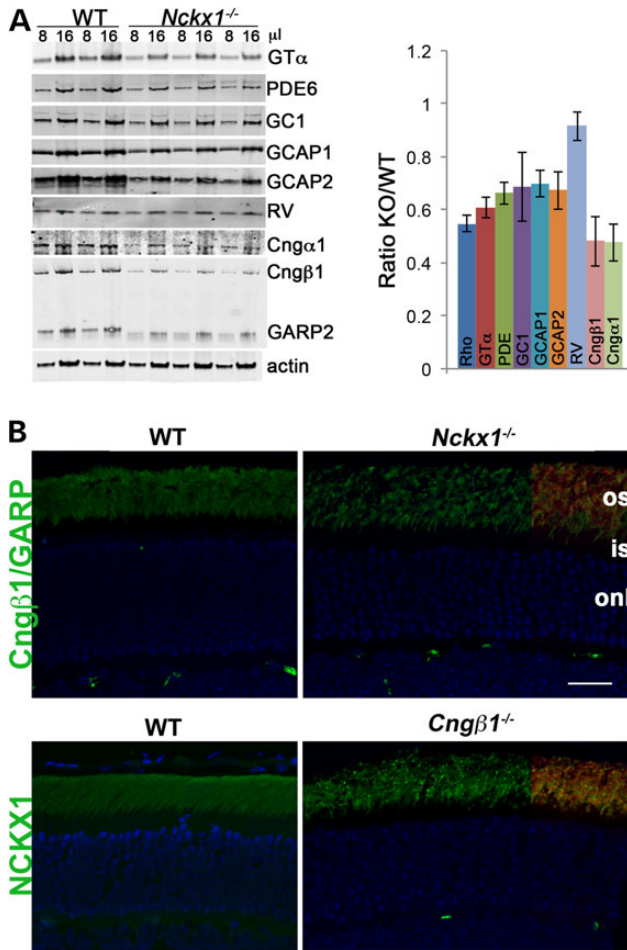 A
WT Nckx1-/-
8 16 8 16 8 16 8 16 8 16 µl
GTα
PDE6
GC1
GCAP1
GCAP2
RV
Cngα1
Cngβ1
GARP2
actin
Ratio KO/WT
1.2
1
0.8
0.6
0.4
0.2
0
Rho
GTα
PDE
GC1
GCAP1
GCAP2
RV
Cngβ1
Cngα1
B
WT Nckx1-/-
Cngβ1/GARP
os
is
onl
WT Cngβ1-/-
NCKX1